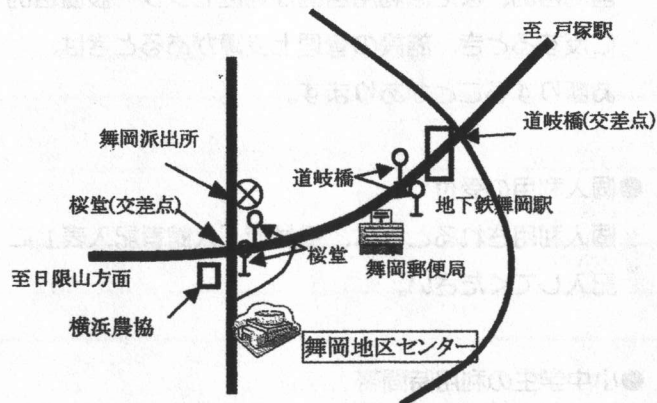 至 戸塚駅
道岐橋(交差点)
舞岡派出所
道岐橋
桜堂(交差点)
地下鉄舞岡駅
桜堂
舞岡郵便局
至日限山方面
横浜農協
舞岡地区センター